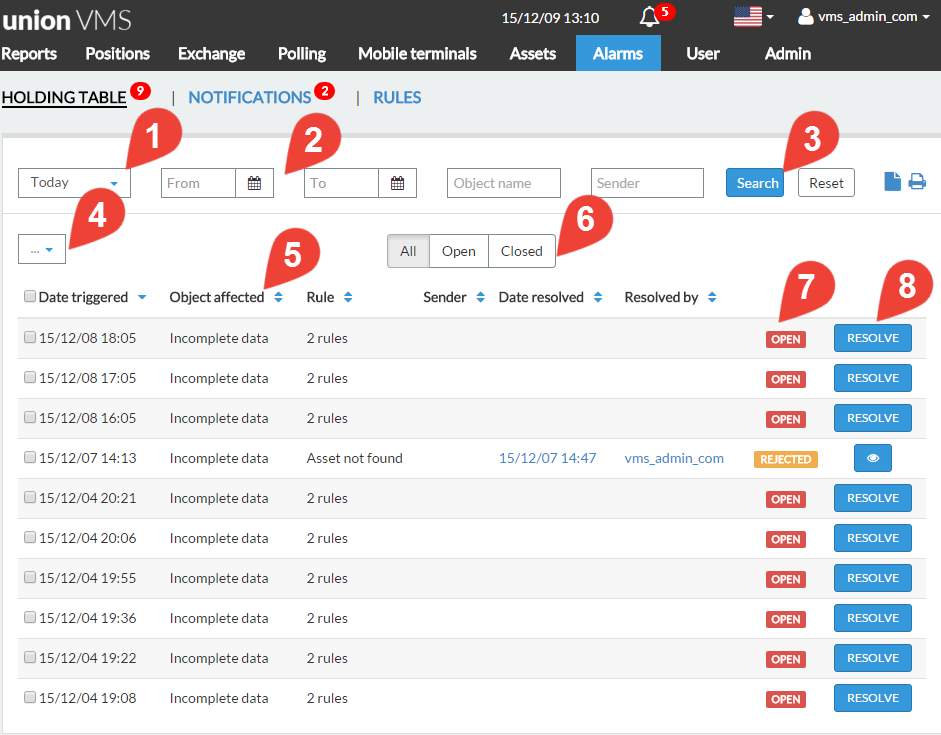 union VMS 15/12/09 13:10 5 vms_admin_com
Reports Positions Exchange Polling Mobile terminals Assets Alarms User Admin
HOLDING TABLE 9 | NOTIFICATIONS 2 | RULES
1 2 3
Today From To Object name Sender Search Reset
4 5 6
... All Open Closed
7 8
Date triggered Object affected Rule Sender Date resolved Resolved by
15/12/08 18:05 Incomplete data 2 rules OPEN RESOLVE
15/12/08 17:05 Incomplete data 2 rules OPEN RESOLVE
15/12/08 16:05 Incomplete data 2 rules OPEN RESOLVE
15/12/07 14:13 Incomplete data Asset not found 15/12/07 14:47 vms_admin_com REJECTED
15/12/04 20:21 Incomplete data 2 rules OPEN RESOLVE
15/12/04 20:06 Incomplete data 2 rules OPEN RESOLVE
15/12/04 19:55 Incomplete data 2 rules OPEN RESOLVE
15/12/04 19:36 Incomplete data 2 rules OPEN RESOLVE
15/12/04 19:22 Incomplete data 2 rules OPEN RESOLVE
15/12/04 19:08 Incomplete data 2 rules OPEN RESOLVE